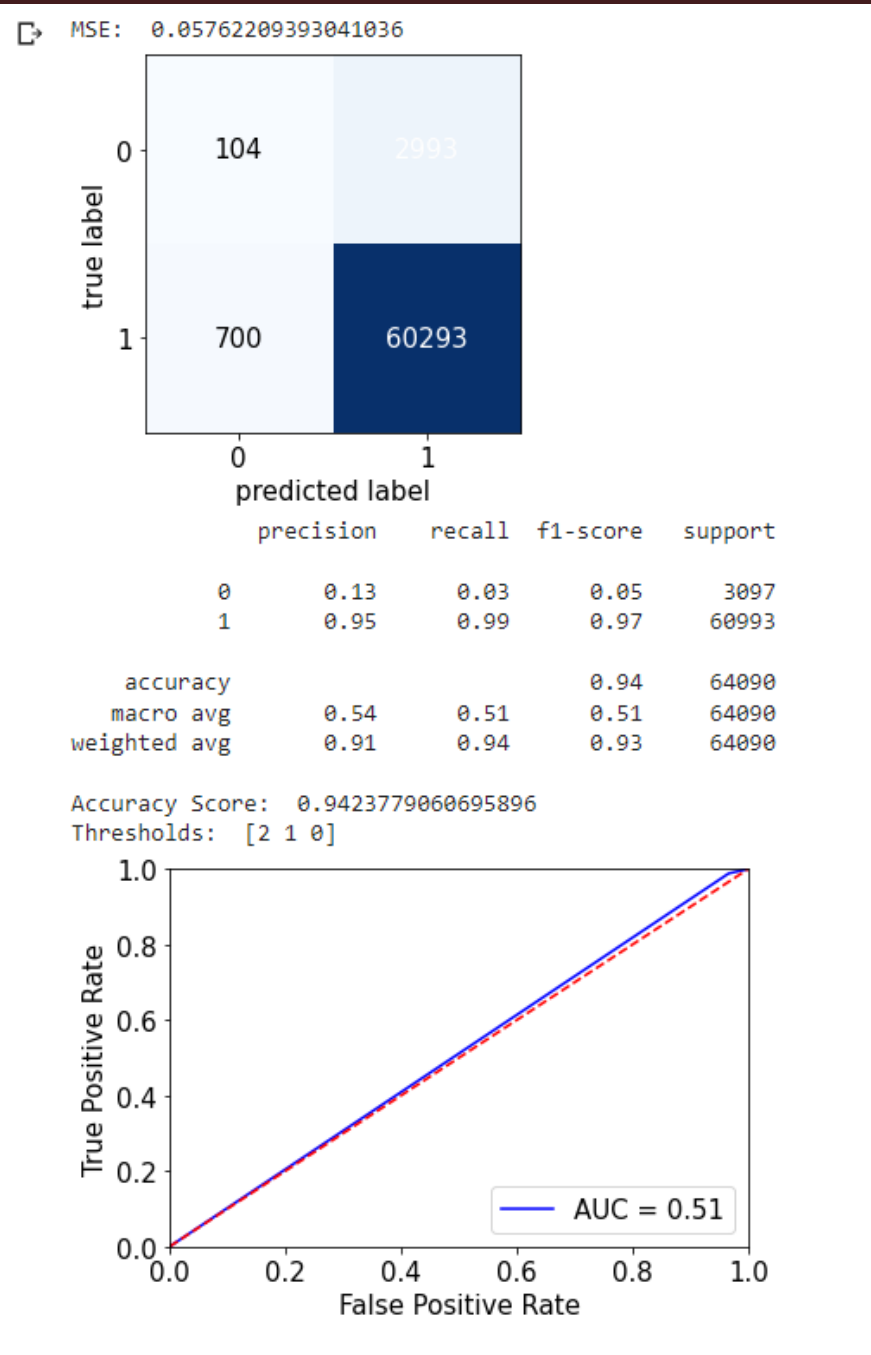 MSE:  0.05762209393041036
0 104 2993
true label
1 700 60293
0 1
predicted label
precision recall f1-score support
0 0.13 0.03 0.05 3097
1 0.95 0.99 0.97 60993
accuracy 0.94 64090
macro avg 0.54 0.51 0.51 64090
weighted avg 0.91 0.94 0.93 64090
Accuracy Score:  0.9423779060695896
Thresholds:  [2 1 0]
1.0
0.8
0.6
0.4
0.2
0.0
True Positive Rate
AUC = 0.51
0.0 0.2 0.4 0.6 0.8 1.0
False Positive Rate